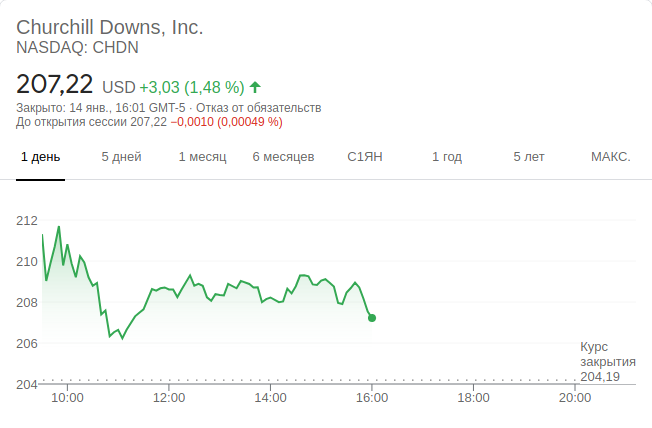 Churchill Downs, Inc.
NASDAQ: CHDN
207,22 USD +3,03 (1,48 %)
Закрыто: 14 янв., 16:01 GMT-5 · Отказ от обязательств
До открытия сессии 207,22 −0,0010 (0,00049 %)
1 день 5 дней 1 месяц 6 месяцев С1ЯН 1 год 5 лет МАКС.
212
210
208
206
204
Курс
закрытия
204,19
10:00 12:00 14:00 16:00 18:00 20:00